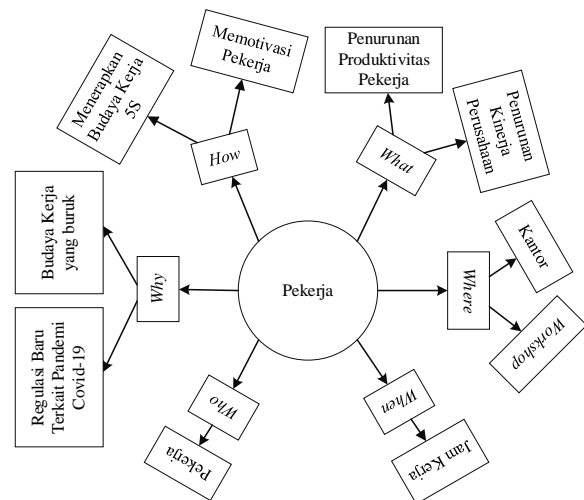 Memotivasi
Pekerja
Menerapkan
Budaya Kerja
5S
How
Penurunan
Produktivitas
Pekerja
What
Penurunan
Kinerja
Perusahaan
Budaya Kerja
yang buruk
Why
Regulasi Baru
Terkait Pandemi
Covid-19
Pekerja
Where
Kantor
Workshop
Who
Pekerja
When
Jam Kerja